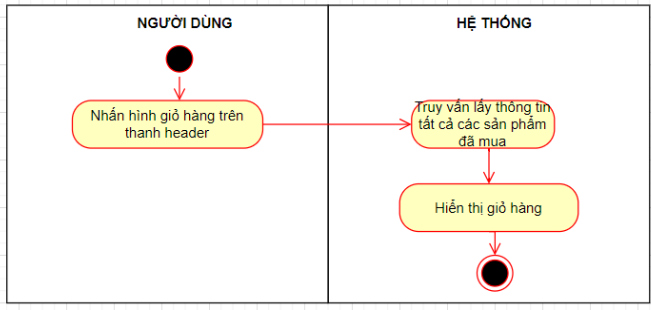 NGƯỜI DÙNG
HỆ THỐNG
Nhấn hình giỏ hàng trên
thanh header
Truy vấn lấy thông tin
tất cả các sản phẩm
đã mua
Hiển thị giỏ hàng